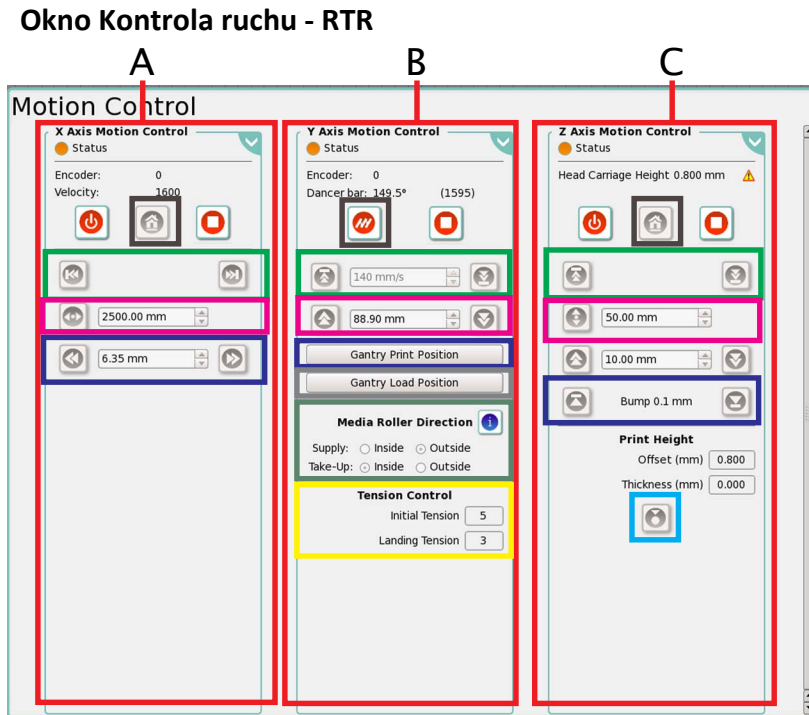 Okno Kontrola ruchu - RTR
A B C
Motion Control
X Axis Motion Control
Status
Encoder: 0
Velocity: 1600
2500.00 mm
6.35 mm
Y Axis Motion Control
Status
Encoder: 0
Dancer bar: 149.5° (1595)
140 mm/s
88.90 mm
Gantry Print Position
Gantry Load Position
Media Roller Direction i
Supply: Inside Outside
Take-Up: Inside Outside
Tension Control
Initial Tension 5
Landing Tension 3
Z Axis Motion Control
Status
Head Carriage Height 0.800 mm
50.00 mm
10.00 mm
Bump 0.1 mm
Print Height
Offset (mm) 0.800
Thickness (mm) 0.000